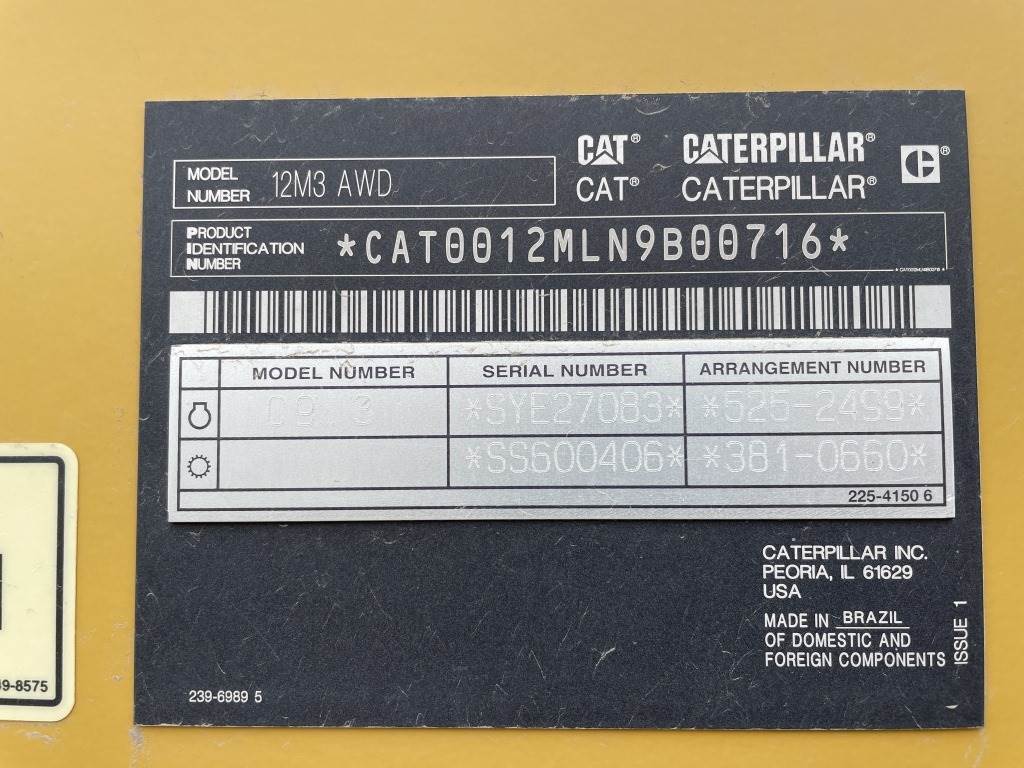 CAT® CATERPILLAR®
CAT® CATERPILLAR®
MODEL NUMBER 12M3 AWD
PRODUCT IDENTIFICATION NUMBER *CAT0012MLN9B00716*
MODEL NUMBER SERIAL NUMBER ARRANGEMENT NUMBER
*SYE27083* *525-2499*
*SS600406* *381-0660*
225-4150 6
CATERPILLAR INC.
PEORIA, IL 61629
USA
MADE IN BRAZIL
OF DOMESTIC AND
FOREIGN COMPONENTS
ISSUE 1
239-6989 5
9-8575